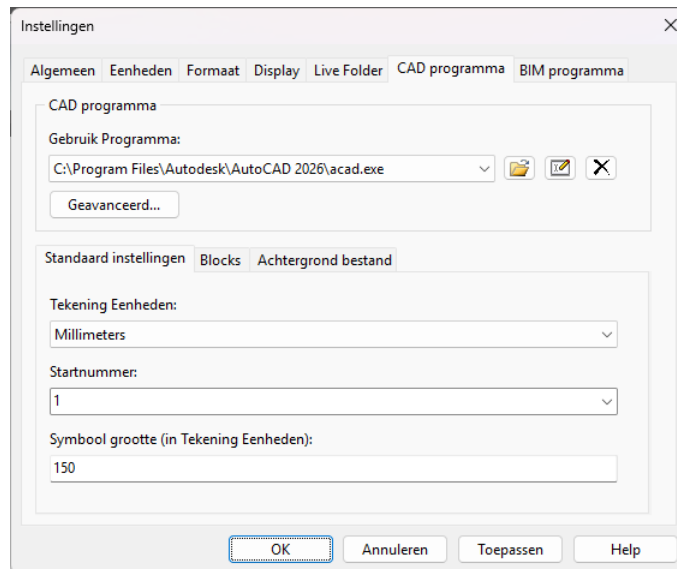 Instellingen
Algemeen Eenheden Formaat Display Live Folder CAD programma BIM programma
CAD programma
Gebruik Programma:
C:\Program Files\Autodesk\AutoCAD 2026\acad.exe
Geavanceerd...
Standaard instellingen Blocks Achtergrond bestand
Tekening Eenheden:
Millimeters
Startnummer:
1
Symbool grootte (in Tekening Eenheden):
150
OK Annuleren Toepassen Help